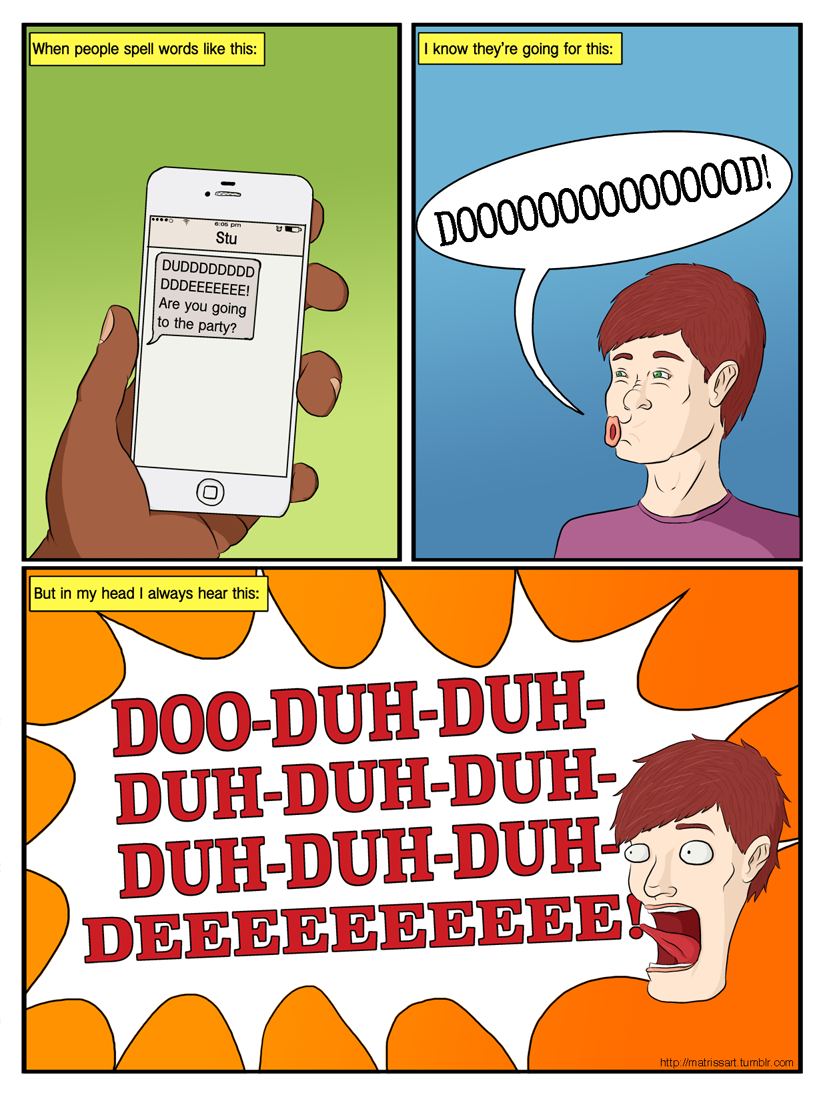 When people spell words like this:
6:05 pm
Stu
DUDDDDDDDD
DDDEEEEEEE!
Are you going
to the party?
I know they're going for this:
DOOOOOOOOOOOOOOD!
But in my head I always hear this:
DOO-DUH-DUH-
DUH-DUH-DUH-
DUH-DUH-DUH-
DEEEEEEEEEE!
http://matrissart.tumblr.com